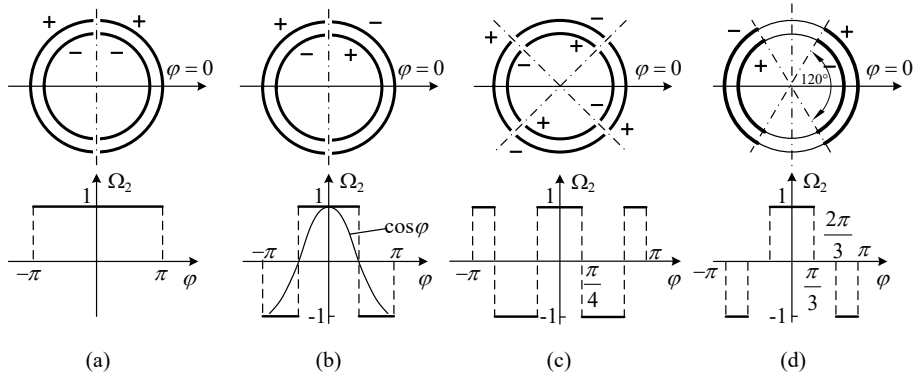 + + − −
φ = 0
+ − − +
φ = 0
+ − − + − + − +
φ = 0
− + + − 120°
φ = 0
Ω₂
1
−π
π
φ
Ω₂
1
cosφ
−π
π
φ
-1
Ω₂
1
−π
π/4
π
φ
-1
Ω₂
1
−π
π/3
2π/3
π
φ
-1
(a)
(b)
(c)
(d)